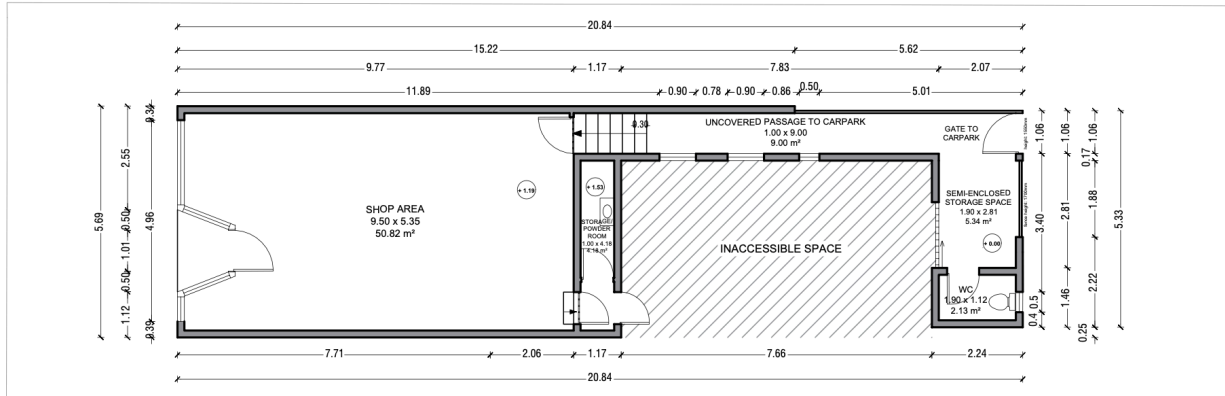 20.84
15.22 5.62
9.77 1.17 7.83 2.07
11.89 0.90 0.78 0.90 0.86 0.50 5.01
5.69
2.55 0.50 1.01 0.50 1.12
4.96
UNCOVERED PASSAGE TO CARPARK
1.00 x 9.00
9.00 m²
GATE TO
CARPARK
+ 1.19
+ 1.53
SHOP AREA
9.50 x 5.35
50.82 m²
STORAGE/
POWDER
ROOM
1.00 x 4.18
4.18 m²
INACCESSIBLE SPACE
SEMI-ENCLOSED
STORAGE SPACE
1.90 x 2.81
5.34 m²
+ 0.00
WC
1.90 x 1.12
2.13 m²
1.06 3.40 0.5 0.4
1.06 2.81 1.46
1.06 0.17 1.88 2.22 0.25
5.33
7.71 2.06 1.17 7.66 2.24
20.84